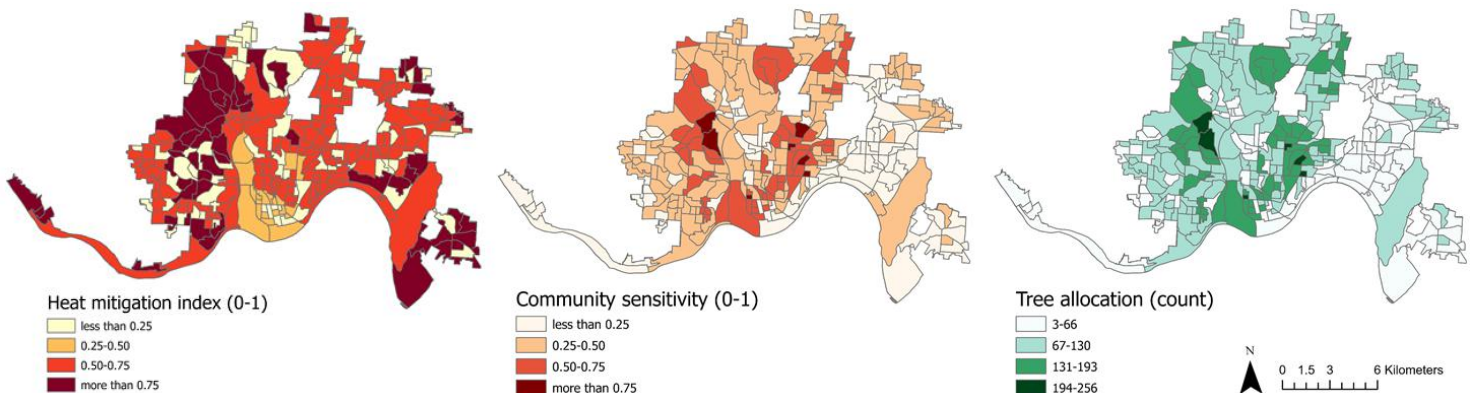 Heat mitigation index (0-1)
less than 0.25
0.25-0.50
0.50-0.75
more than 0.75
Community sensitivity (0-1)
less than 0.25
0.25-0.50
0.50-0.75
more than 0.75
Tree allocation (count)
3-66
67-130
131-193
194-256
N
0 1.5 3 6 Kilometers